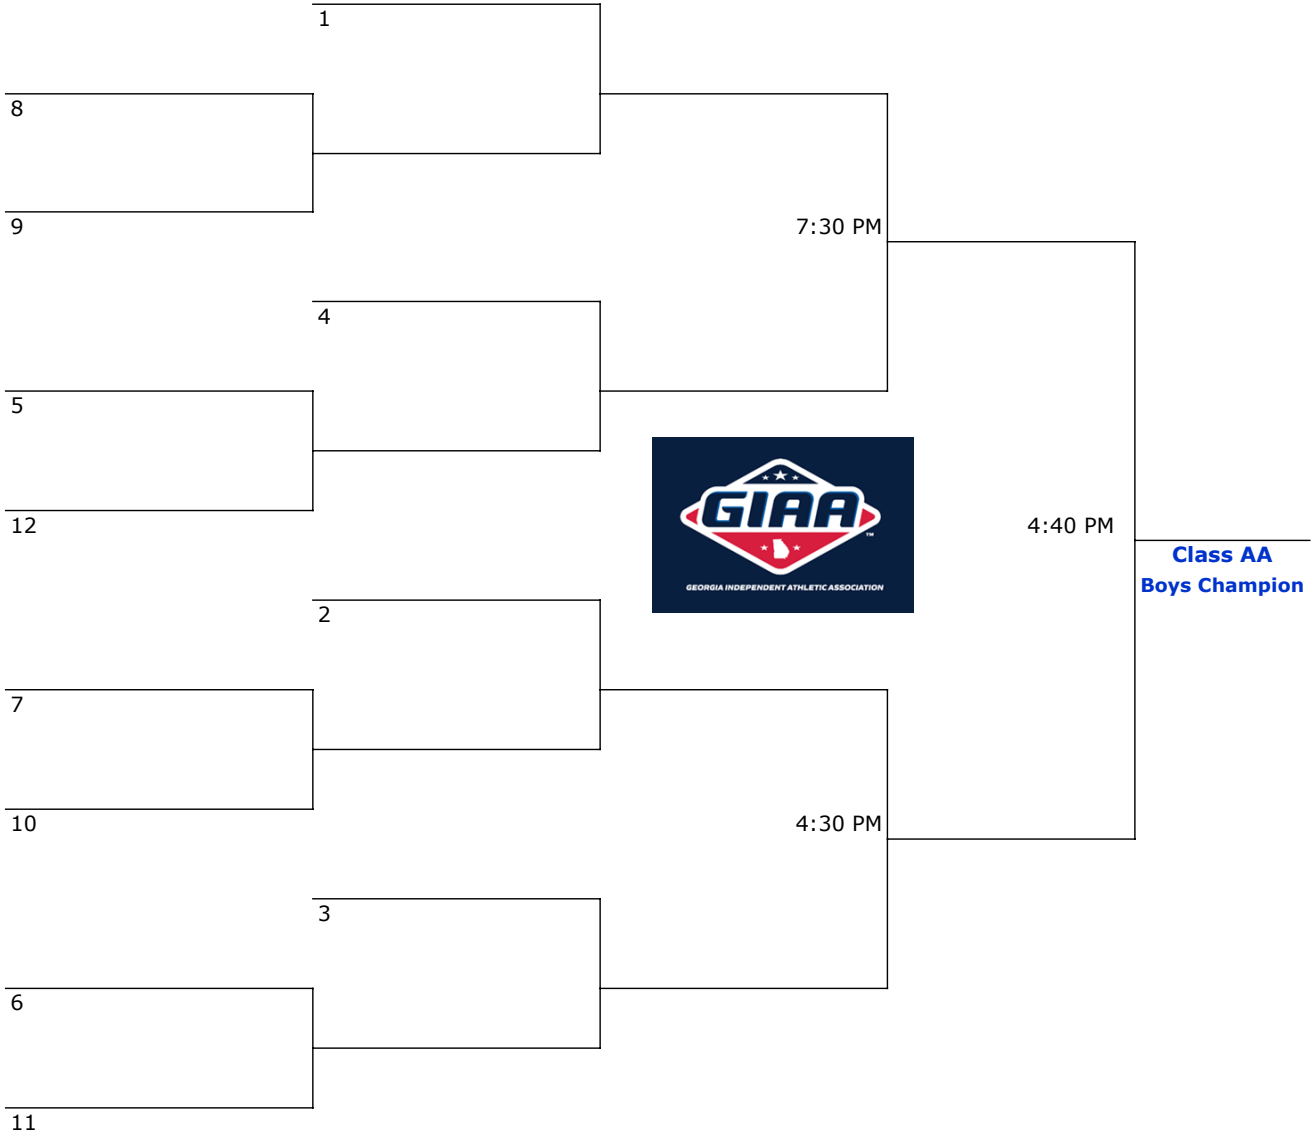 1
8
9
7:30 PM
4
5
12
GIAA
™
GEORGIA INDEPENDENT ATHLETIC ASSOCIATION
4:40 PM
Class AA
Boys Champion
2
7
10
4:30 PM
3
6
11